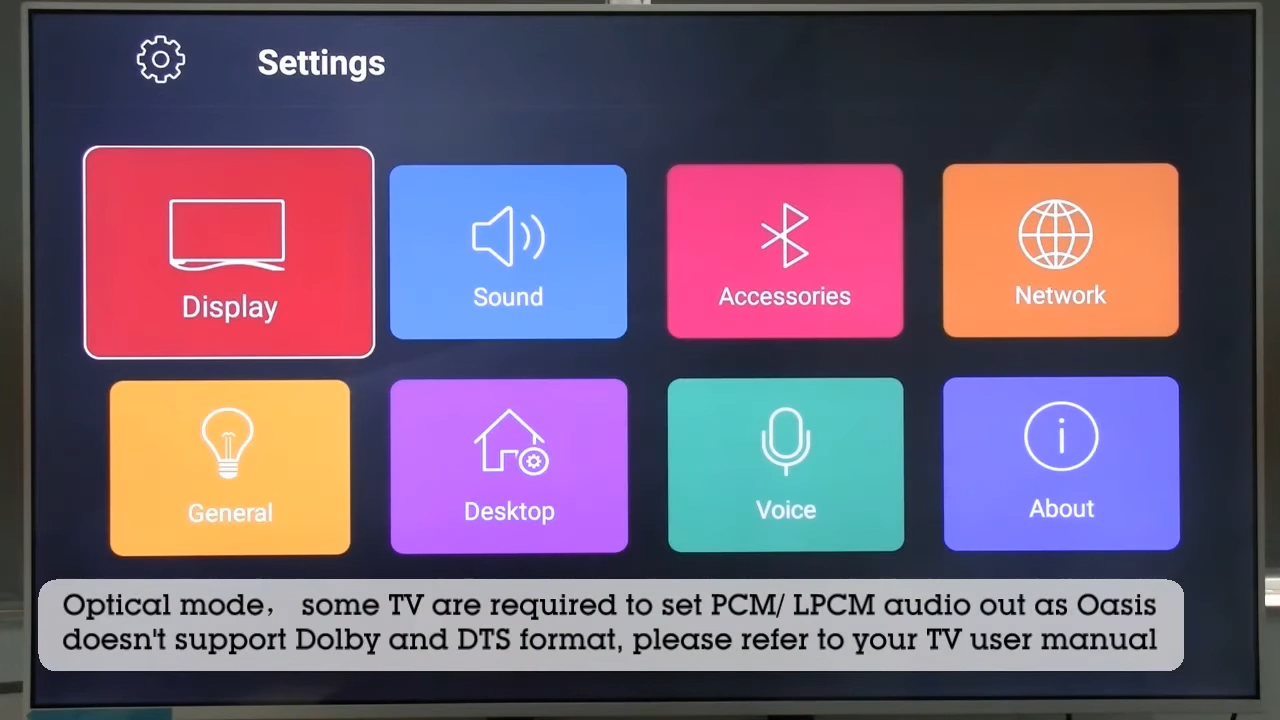 Settings
Display
Sound
Accessories
Network
General
Desktop
Voice
About
Optical mode， some TV are required to set PCM/ LPCM audio out as Oasis
doesn't support Dolby and DTS format, please refer to your TV user manual